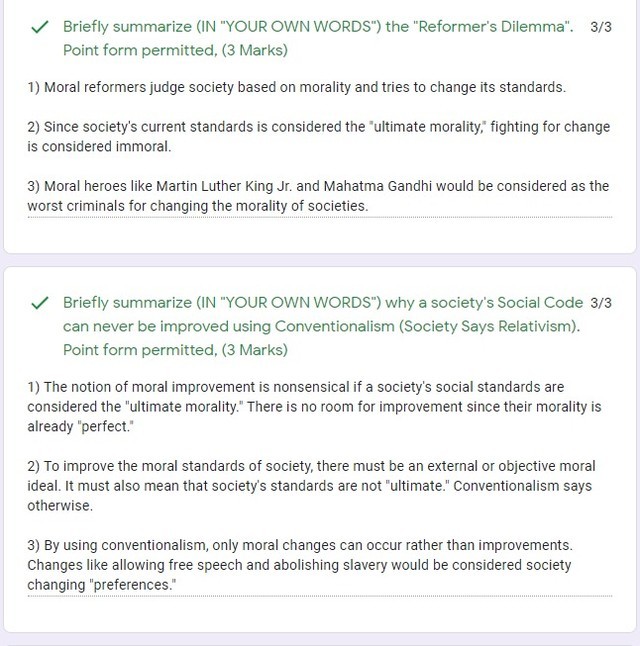 Briefly summarize (IN "YOUR OWN WORDS") the "Reformer's Dilemma". 3/3
Point form permitted, (3 Marks)
1) Moral reformers judge society based on morality and tries to change its standards.
2) Since society's current standards is considered the "ultimate morality," fighting for change
is considered immoral.
3) Moral heroes like Martin Luther King Jr. and Mahatma Gandhi would be considered as the
worst criminals for changing the morality of societies.
Briefly summarize (IN "YOUR OWN WORDS") why a society's Social Code 3/3
can never be improved using Conventionalism (Society Says Relativism).
Point form permitted, (3 Marks)
1) The notion of moral improvement is nonsensical if a society's social standards are
considered the "ultimate morality." There is no room for improvement since their morality is
already "perfect."
2) To improve the moral standards of society, there must be an external or objective moral
ideal. It must also mean that society's standards are not "ultimate." Conventionalism says
otherwise.
3) By using conventionalism, only moral changes can occur rather than improvements.
Changes like allowing free speech and abolishing slavery would be considered society
changing "preferences."